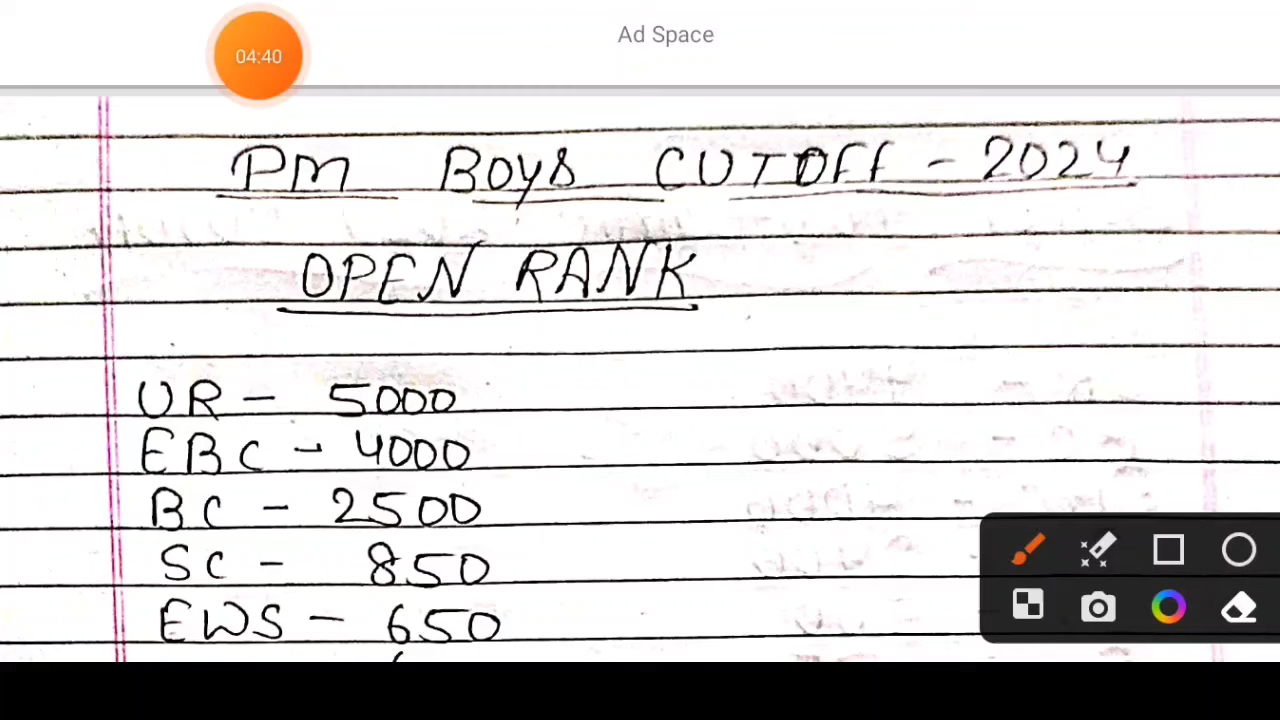 Ad Space
04:40
PM BOYS CUTOFF - 2024
OPEN RANK
UR - 5000
EBC - 4000
BC - 2500
SC - 850
EWS - 650